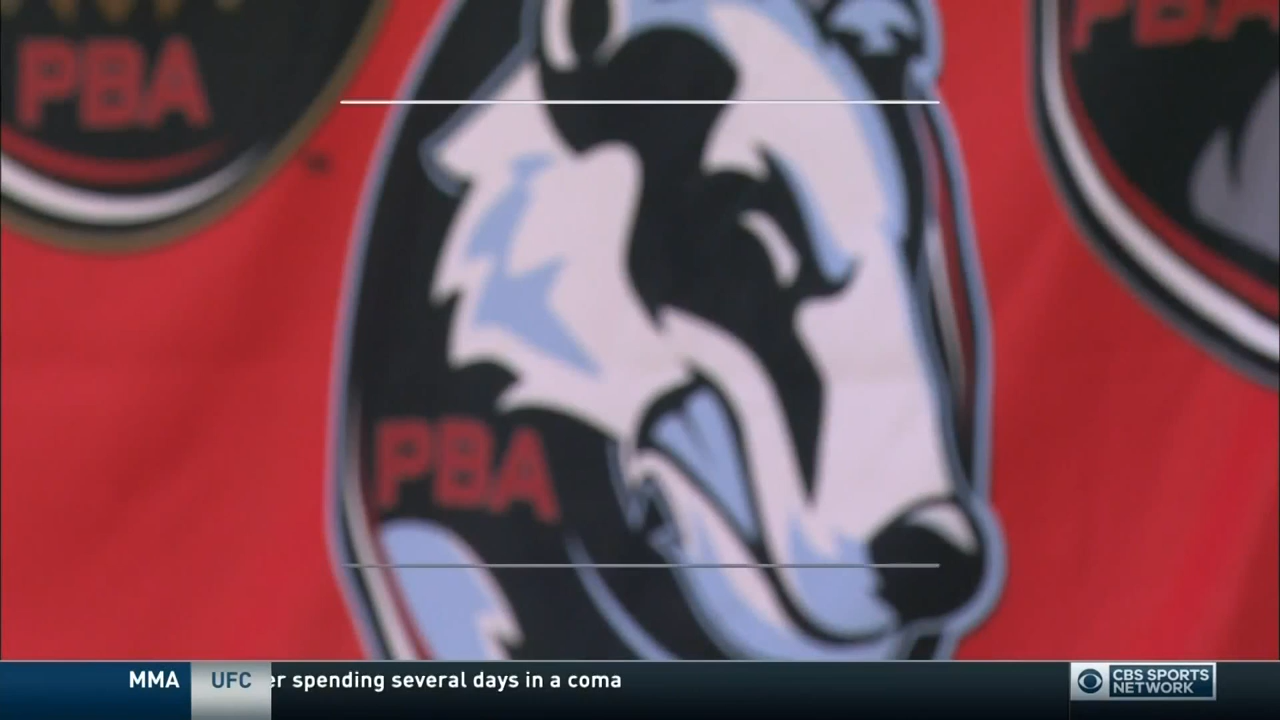 PBA
PBA
PBA
MMA UFC er spending several days in a coma
CBS SPORTS
NETWORK